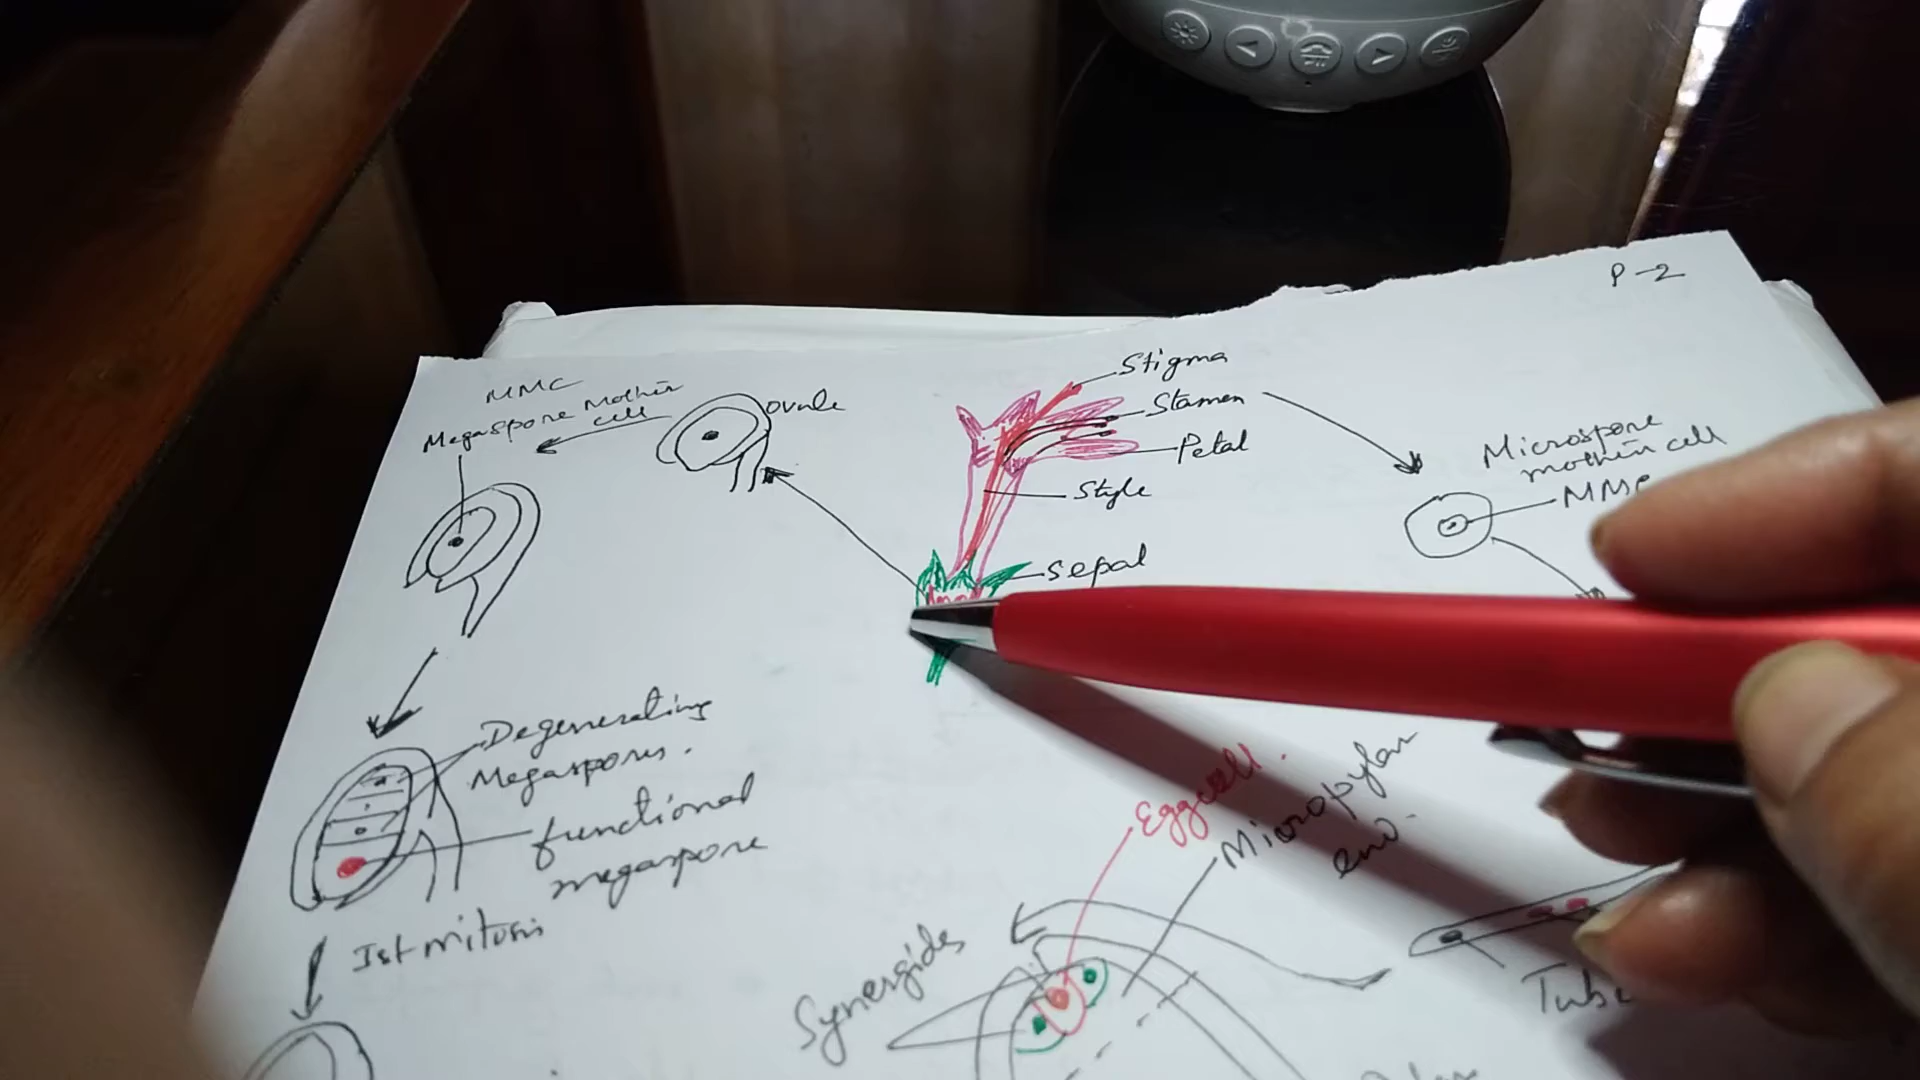 P-2
MMC
Megaspore Mother
cell
ovule
Stigma
Stamen
Petal
Style
Sepal
Microspore
mother cell
MMC
Degenerating
Megaspores.
functional
megaspore
Ist mitosis
Egg cell.
Micropylar
end.
Synergids
Tube